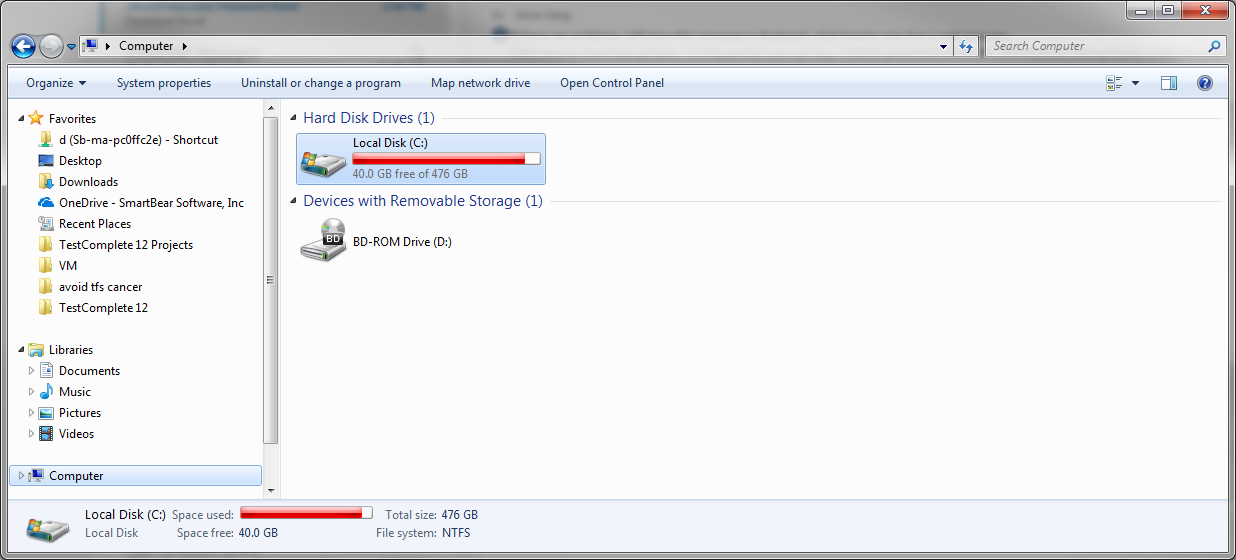 Computer
Search Computer
Organize
System properties
Uninstall or change a program
Map network drive
Open Control Panel
Favorites
d (Sb-ma-pc0ffc2e) - Shortcut
Desktop
Downloads
OneDrive - SmartBear Software, Inc
Recent Places
TestComplete 12 Projects
VM
avoid tfs cancer
TestComplete 12
Libraries
Documents
Music
Pictures
Videos
Computer
Hard Disk Drives (1)
Local Disk (C:)
40.0 GB free of 476 GB
Devices with Removable Storage (1)
BD
BD-ROM Drive (D:)
Local Disk (C:) Space used: Total size: 476 GB
Local Disk Space free: 40.0 GB File system: NTFS